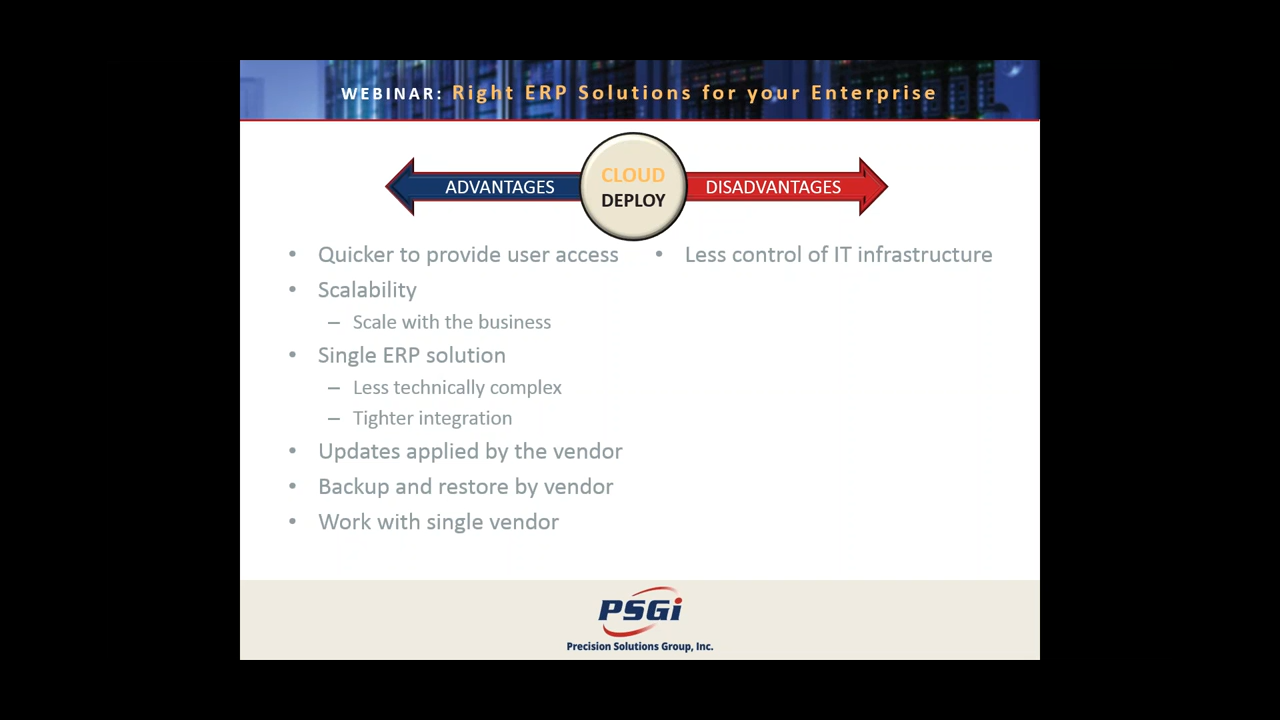 WEBINAR: Right ERP Solutions for your Enterprise
ADVANTAGES
CLOUD
DEPLOY
DISADVANTAGES
• Quicker to provide user access
• Scalability
– Scale with the business
• Single ERP solution
– Less technically complex
– Tighter integration
• Updates applied by the vendor
• Backup and restore by vendor
• Work with single vendor
• Less control of IT infrastructure
PSGi
Precision Solutions Group, Inc.